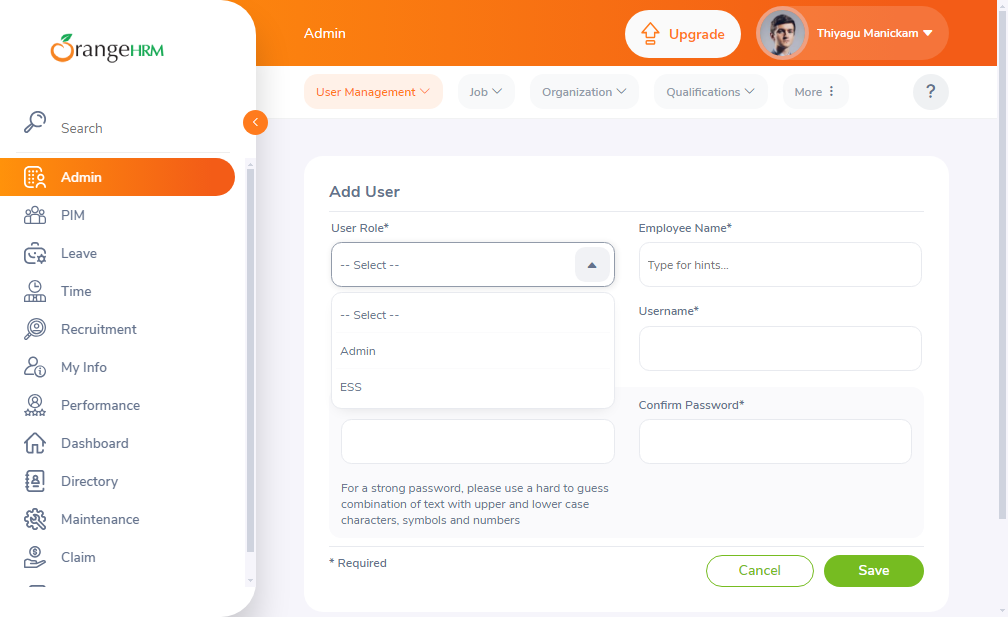 OrangeHRM
Admin
Upgrade
Thiyagu Manickam
User Management
Job
Organization
Qualifications
More
?
Search
Admin
PIM
Leave
Time
Recruitment
My Info
Performance
Dashboard
Directory
Maintenance
Claim
Add User
User Role*
Employee Name*
-- Select --
Type for hints...
-- Select --
Admin
ESS
Username*
Confirm Password*
For a strong password, please use a hard to guess
combination of text with upper and lower case
characters, symbols and numbers
* Required
Cancel
Save